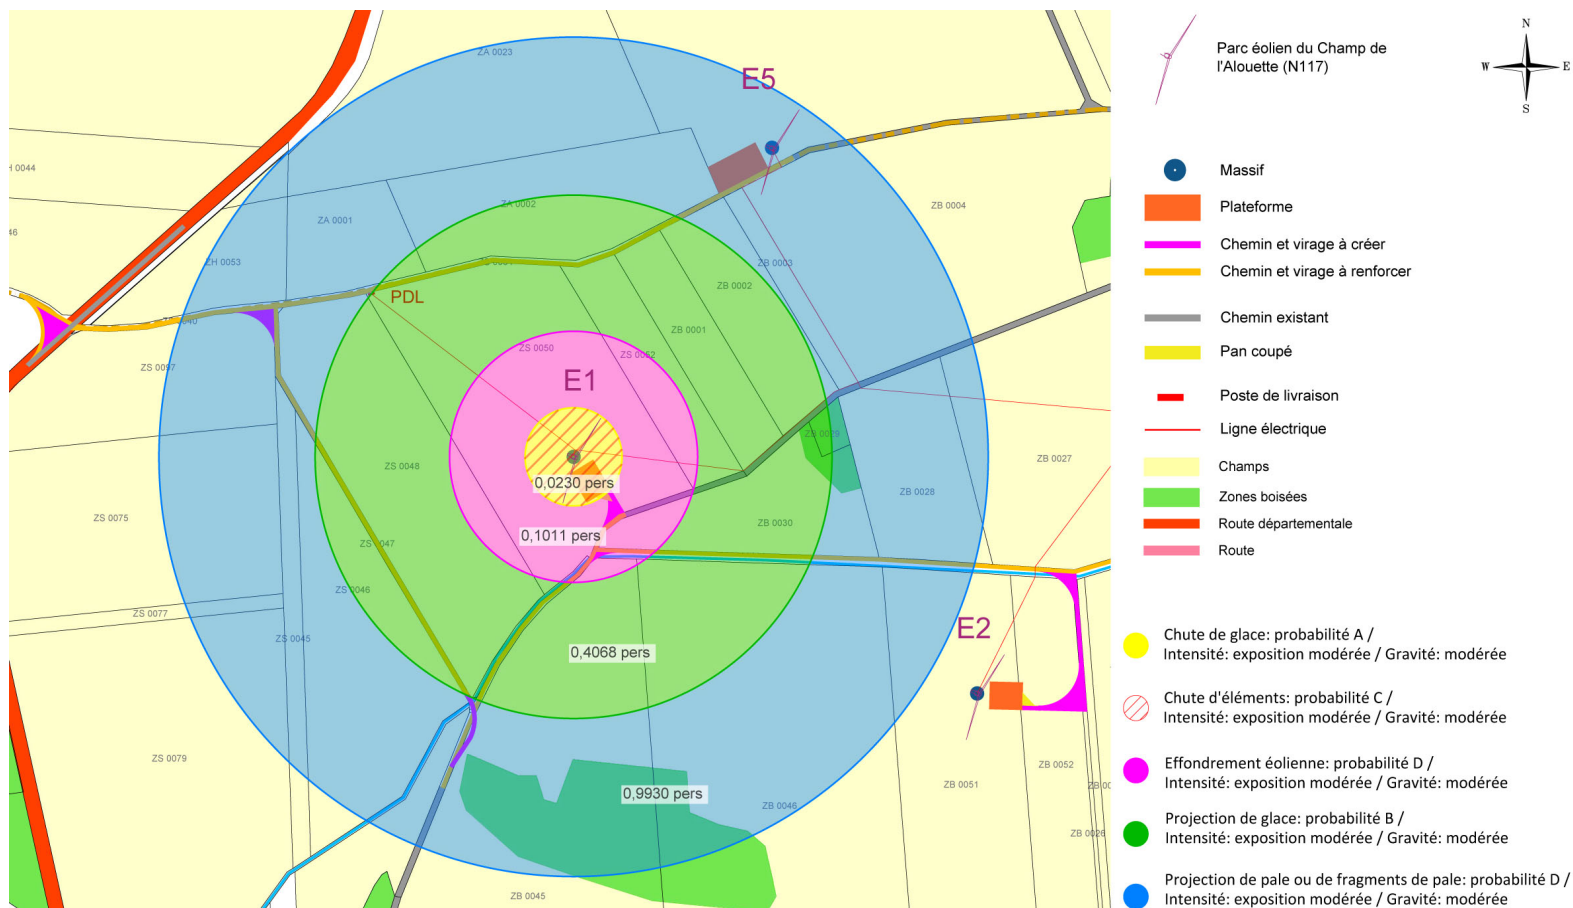 ZA 0023
E5
H 0044
ZB 0004
ZA 0002
ZA 0001
46
ZH 0053
ZB 0003
ZB 0002
PDL
ZB 0001
ZS 0050
ZS 0052
ZS 0097
E1
ZB 0029
ZB 0027
ZS 0048
0,0230 pers
ZB 0028
ZS 0075
ZB 0030
0,1011 pers
ZS 0047
ZS 0046
ZS 0077
ZS 0045
E2
0,4068 pers
ZS 0079
ZB 0052
ZB 0051
0,9930 pers
ZB 0046
ZB 0026
ZB 0045
Parc éolien du Champ de
l'Alouette (N117)
N
W E
S
Massif
Plateforme
Chemin et virage à créer
Chemin et virage à renforcer
Chemin existant
Pan coupé
Poste de livraison
Ligne électrique
Champs
Zones boisées
Route départementale
Route
Chute de glace: probabilité A /
Intensité: exposition modérée / Gravité: modérée
Chute d'éléments: probabilité C /
Intensité: exposition modérée / Gravité: modérée
Effondrement éolienne: probabilité D /
Intensité: exposition modérée / Gravité: modérée
Projection de glace: probabilité B /
Intensité: exposition modérée / Gravité: modérée
Projection de pale ou de fragments de pale: probabilité D /
Intensité: exposition modérée / Gravité: modérée